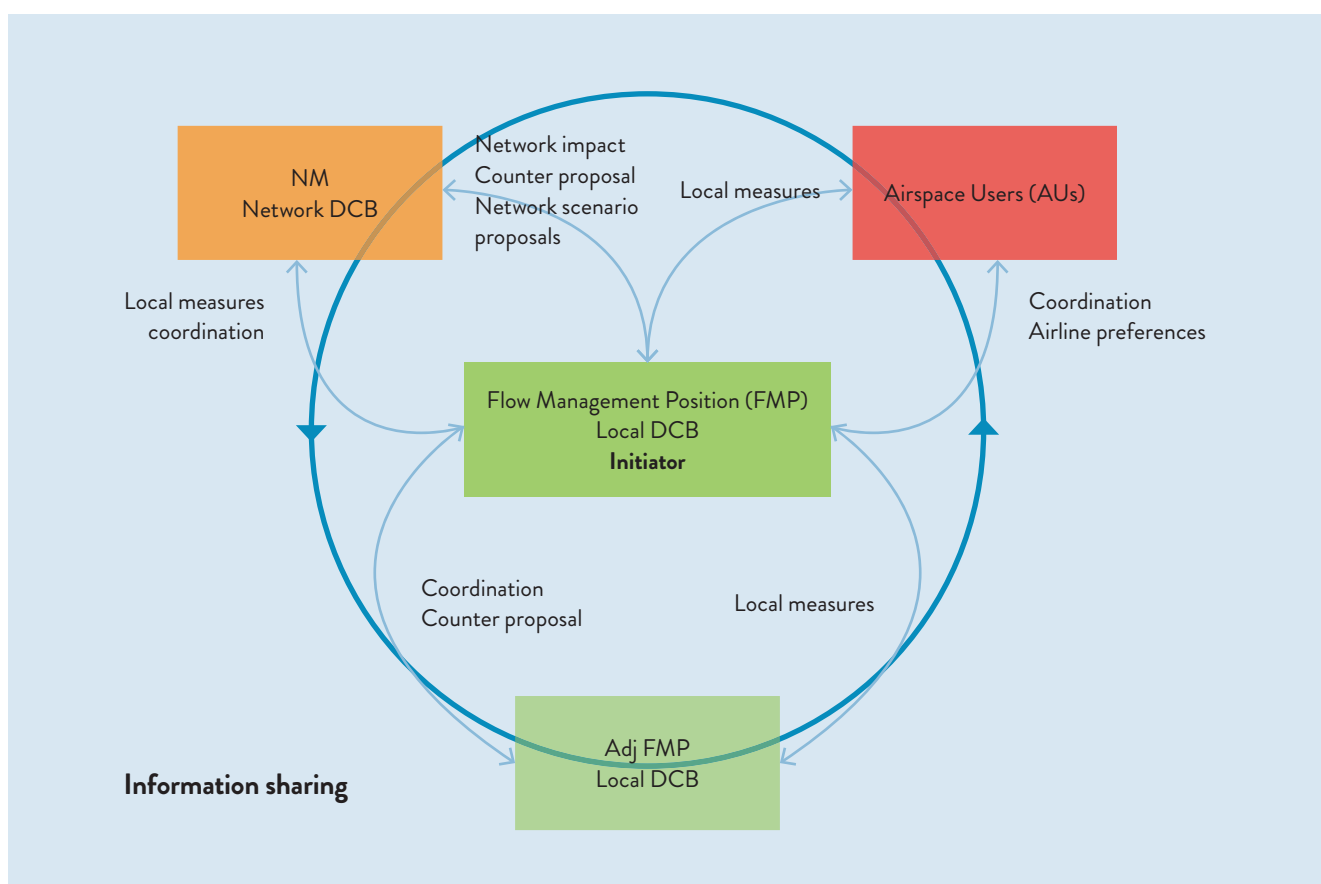 NM
Network DCB
Network impact
Counter proposal
Network scenario
proposals
Local measures
Airspace Users (AUs)
Local measures
coordination
Coordination
Airline preferences
Flow Management Position (FMP)
Local DCB
Initiator
Coordination
Counter proposal
Local measures
Adj FMP
Local DCB
Information sharing